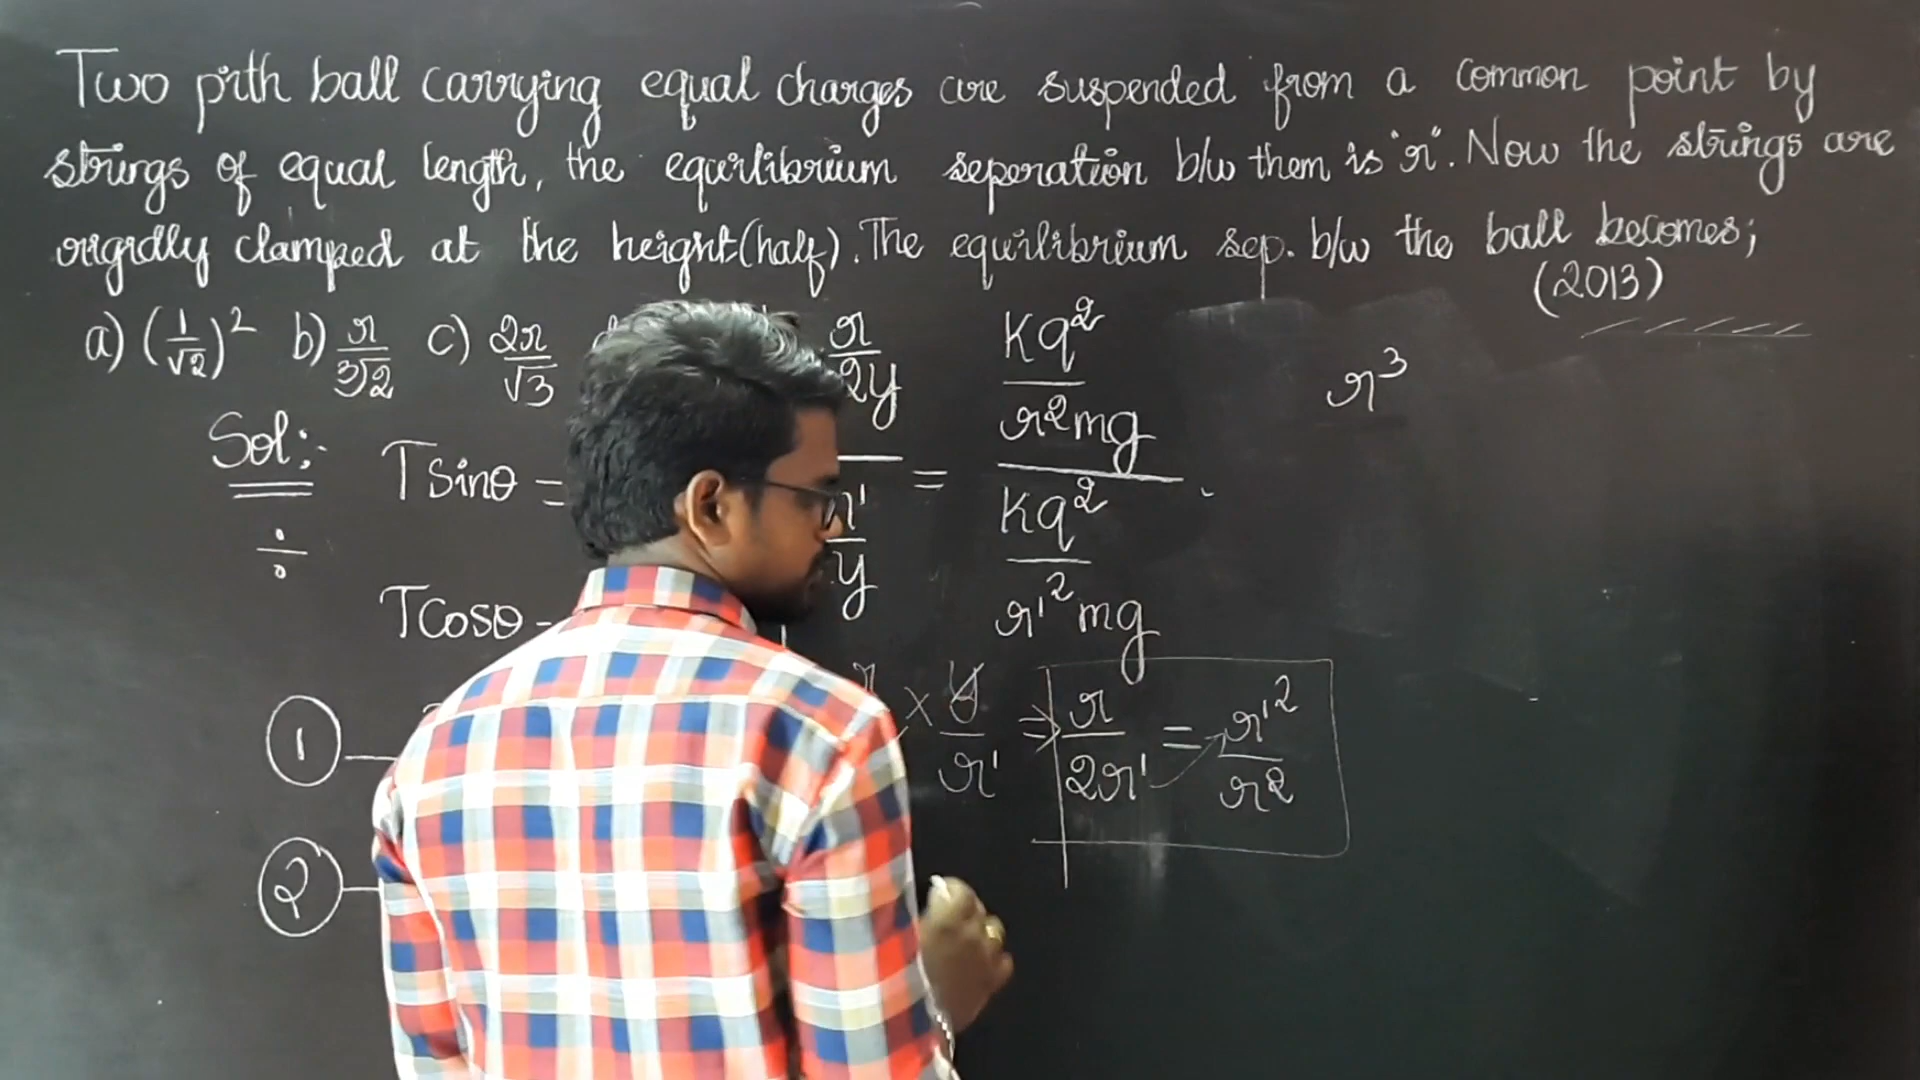 Two pith ball carrying equal charges are suspended from a common point by
strings of equal length, the equilibrium seperation b/w them is "r". Now the strings are
rigidly clamped at the height(half). The equilibrium sep. b/w the ball becomes;
(2013)
a) (1/√2)² b) r/3√2 c) 2r/√3
r/2y
Kq²/r²mg
r³
Sol:-
Tsinθ =
r'/y
=
Kq²/r'²mg
÷
TCosθ -
1
× y/r' ⇒ r/2r' = r'²/r²
2